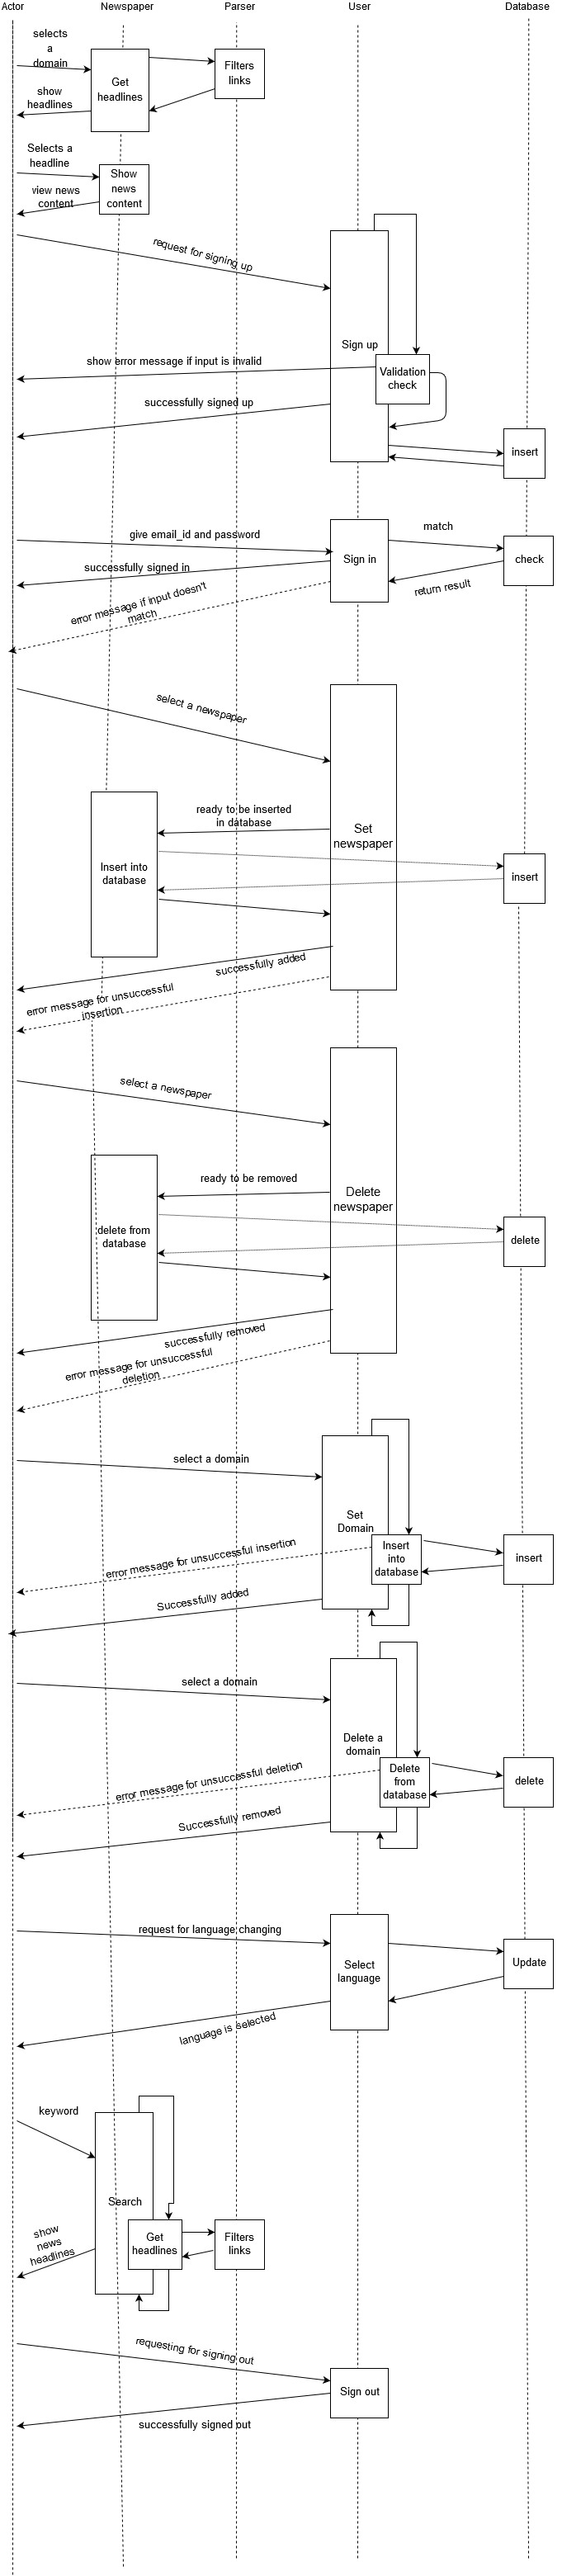 Actor
Newspaper
Parser
User
Database
selects
a
domain
Get
headlines
Filters
links
show
headlines
Selects a
headline
Show
news
content
view news
content
request for signing up
Sign up
show error message if input is invalid
Validation
check
successfully signed up
insert
give email_id and password
match
Sign in
check
successfully signed in
return result
error message if input doesn't
match
select a newspaper
ready to be inserted
in database
Set
newspaper
Insert into
database
insert
successfully added
error message for unsuccessful
insertion
select a newspaper
ready to be removed
Delete
newspaper
delete from
database
delete
successfully removed
error message for unsuccessful
deletion
select a domain
Set
Domain
Insert
into
database
insert
error message for unsuccessful insertion
Successfully added
select a domain
Delete a
domain
Delete
from
database
delete
error message for unsuccessful deletion
Successfully removed
request for language changing
Select
language
Update
language is selected
keyword
Search
Get
headlines
Filters
links
show
news
headlines
requesting for signing out
Sign out
successfully signed out